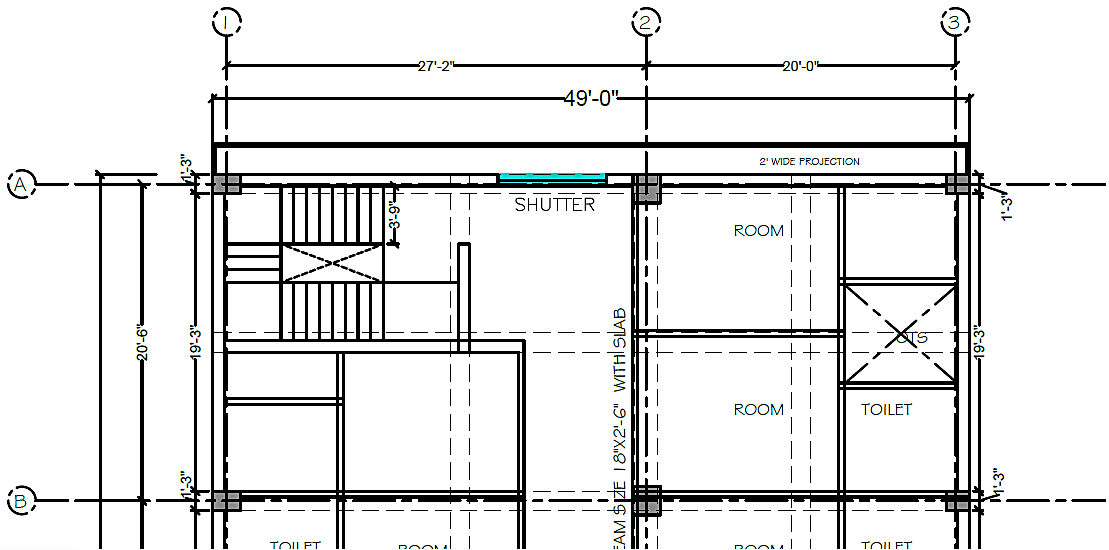 1
2
3
27'-2"
20'-0"
49'-0"
2' WIDE PROJECTION
A
1'-3"
1'-3"
SHUTTER
3'-9"
ROOM
20'-6"
19'-3"
BEAM SIZE 18"X2'-6" WITH SLAB
OTS
19'-3"
ROOM
TOILET
B
1'-3"
1'-3"
TOILET
ROOM
ROOM
TOILET